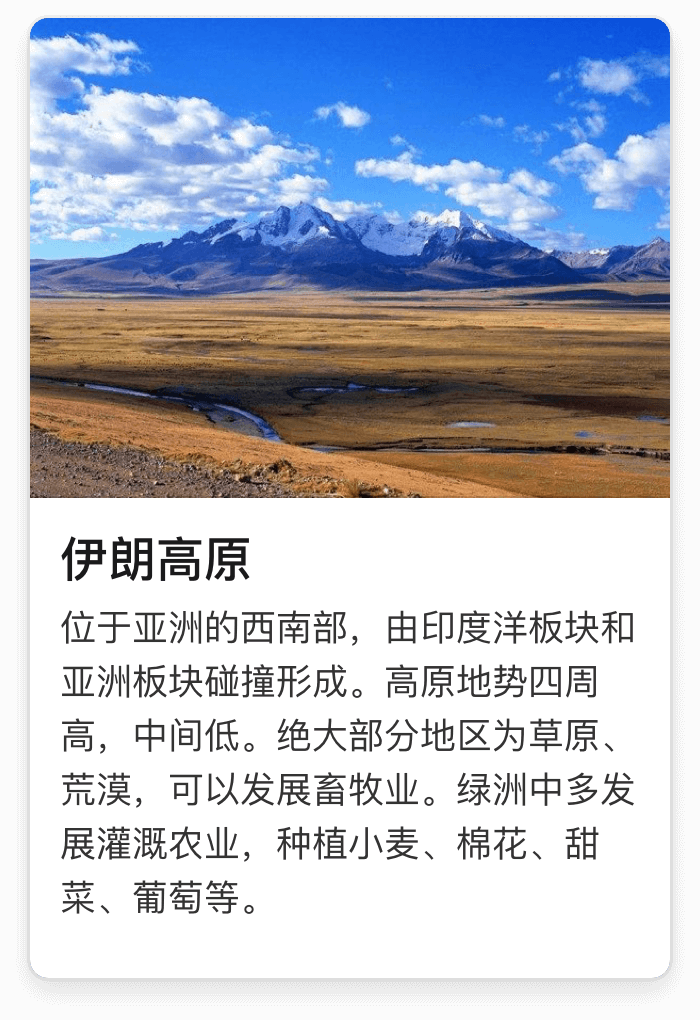 伊朗高原
位于亚洲的西南部，由印度洋板块和
亚洲板块碰撞形成。高原地势四周
高，中间低。绝大部分地区为草原、
荒漠，可以发展畜牧业。绿洲中多发
展灌溉农业，种植小麦、棉花、甜
菜、葡萄等。